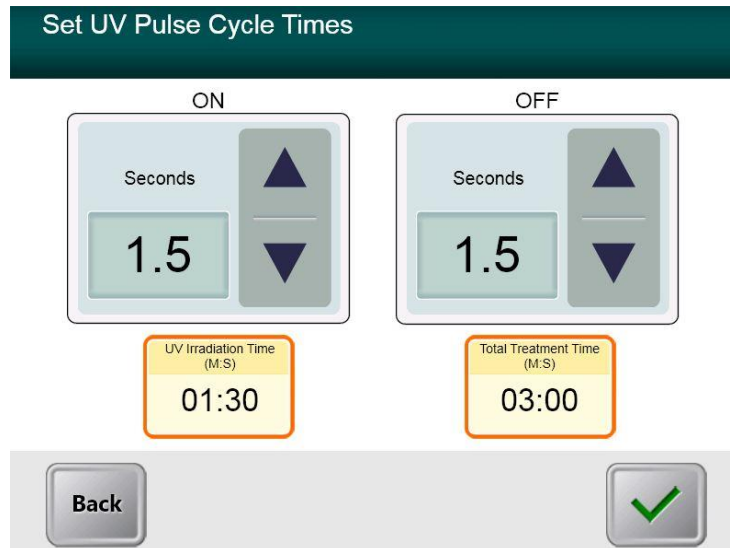 Set UV Pulse Cycle Times
ON
OFF
Seconds
1.5
Seconds
1.5
UV Irradiation Time
(M:S)
01:30
Total Treatment Time
(M:S)
03:00
Back